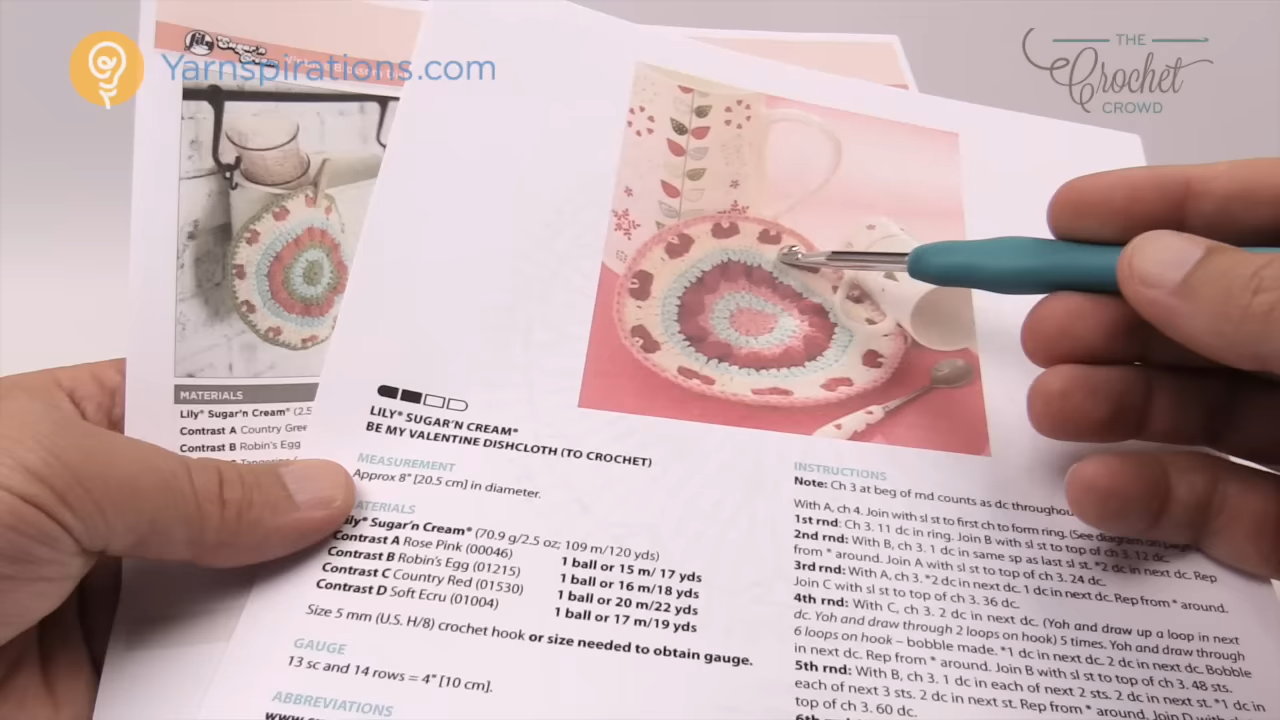 Yarnspirations.com
THE
Crochet
CROWD
Lily
Sugar'n
Cream
MATERIALS
Lily® Sugar'n Cream® (2.5
Contrast A Country Gree
Contrast B Robin's Egg
Tangerine
LILY® SUGAR'N CREAM®
BE MY VALENTINE DISHCLOTH (TO CROCHET)
MEASUREMENT
Approx 8" [20.5 cm] in diameter.
MATERIALS
Lily® Sugar'n Cream® (70.9 g/2.5 oz; 109 m/120 yds)
Contrast A Rose Pink (00046) 1 ball or 15 m/ 17 yds
Contrast B Robin's Egg (01215) 1 ball or 16 m/18 yds
Contrast C Country Red (01530) 1 ball or 20 m/22 yds
Contrast D Soft Ecru (01004) 1 ball or 17 m/19 yds
Size 5 mm (U.S. H/8) crochet hook or size needed to obtain gauge.
GAUGE
13 sc and 14 rows = 4" [10 cm].
ABBREVIATIONS
INSTRUCTIONS
Note: Ch 3 at beg of rnd counts as dc throughou
With A, ch 4. Join with sl st to first ch to form ring. (See diagram on page
1st rnd: Ch 3. 11 dc in ring. Join B with sl st to top of ch 3. 12 dc.
2nd rnd: With B, ch 3. 1 dc in same sp as last sl st. *2 dc in next dc. Rep
from * around. Join A with sl st to top of ch 3. 24 dc.
3rd rnd: With A, ch 3. *2 dc in next dc. 1 dc in next dc. Rep from * around.
Join C with sl st to top of ch 3. 36 dc.
4th rnd: With C, ch 3. 2 dc in next dc. (Yoh and draw up a loop in next
dc. Yoh and draw through 2 loops on hook) 5 times. Yoh and draw through
6 loops on hook – bobble made. *1 dc in next dc. 2 dc in next dc. Bobble
in next dc. Rep from * around. Join B with sl st to top of ch 3. 48 sts.
5th rnd: With B, ch 3. 1 dc in each of next 2 sts. 2 dc in next st. *1 dc in
each of next 3 sts. 2 dc in next st. Rep from * around. Join D with
top of ch 3. 60 dc.